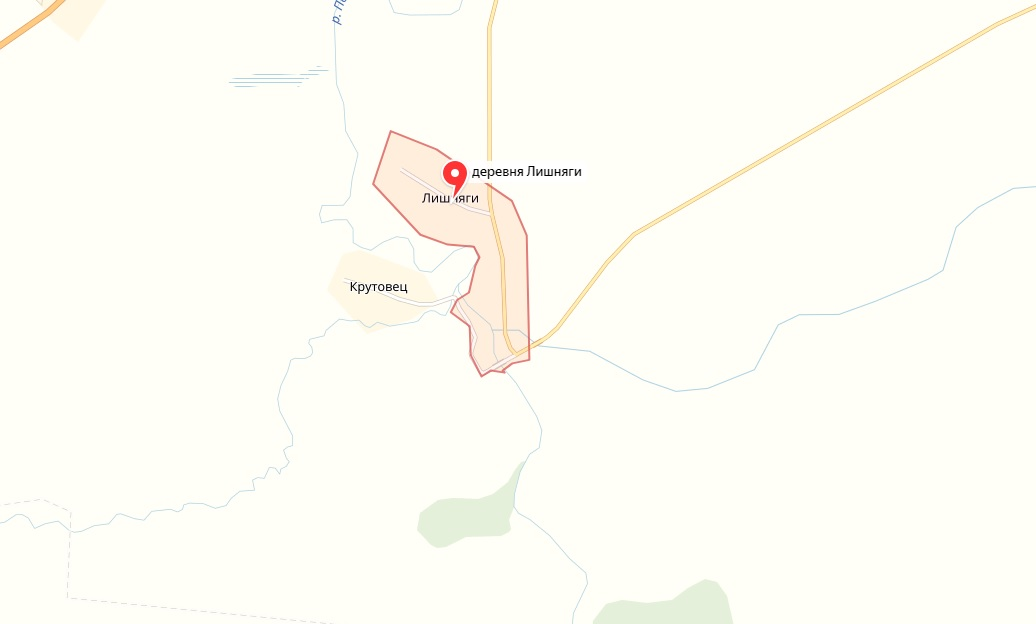 деревня Лишняги
Лишняги
Крутовец